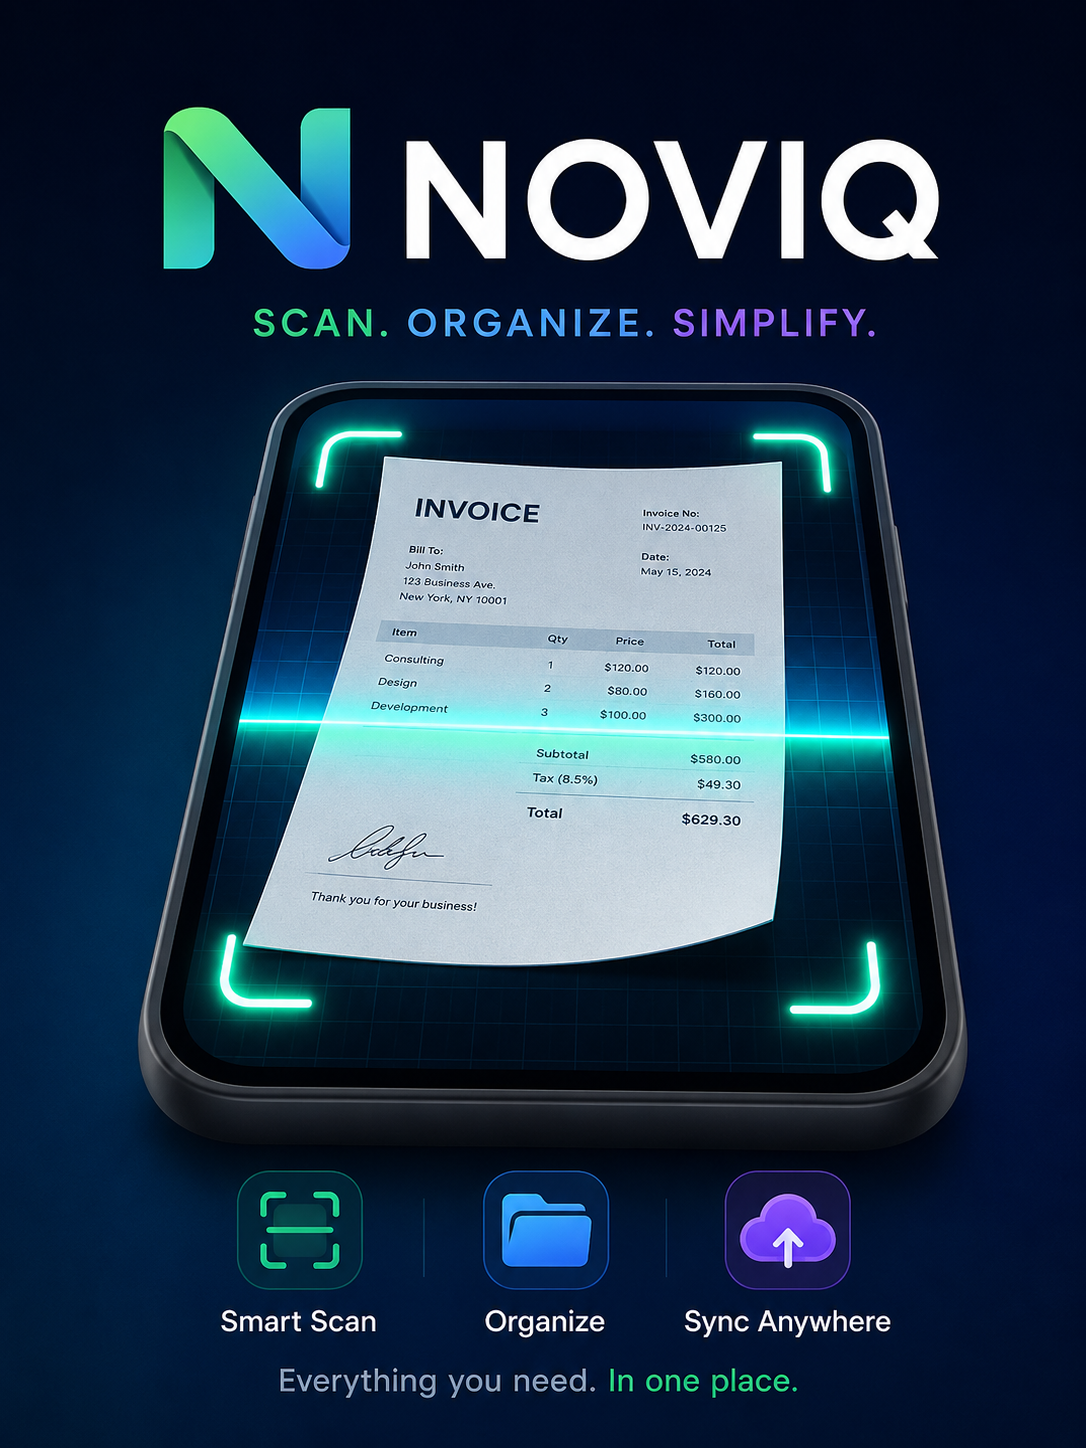 NOVIQ
SCAN. ORGANIZE. SIMPLIFY.
INVOICE
Invoice No:
INV-2024-00125
Bill To:
John Smith
123 Business Ave.
New York, NY 10001
Date:
May 15, 2024
Item Qty Price Total
Consulting 1 $120.00 $120.00
Design 2 $80.00 $160.00
Development 3 $100.00 $300.00
Subtotal $580.00
Tax (8.5%) $49.30
Total $629.30
Thank you for your business!
Smart Scan
Organize
Sync Anywhere
Everything you need. In one place.